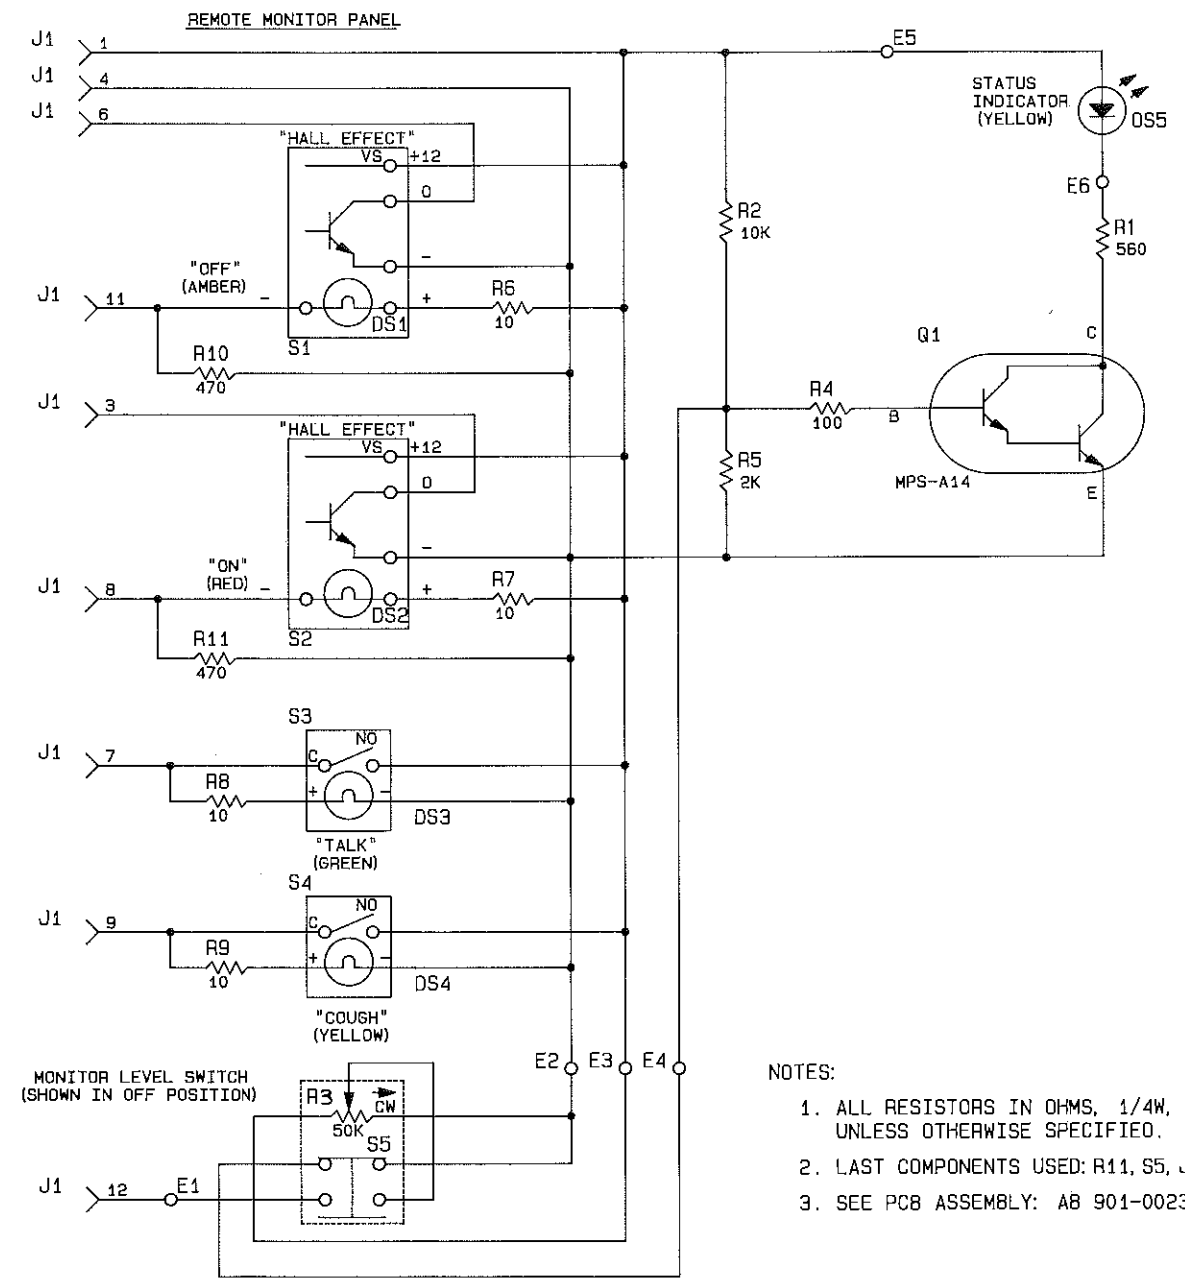 REMOTE MONITOR PANEL
J1 1
J1 4
J1 6
E5
STATUS
INDICATOR
(YELLOW)
DS5
E6
R1
560
"HALL EFFECT"
VS +12
O
-
"OFF"
(AMBER)
J1 11
- DS1 +
R6
10
S1
R10
470
R2
10K
Q1
C
R4
100
B
MPS-A14
E
R5
2K
J1 3
"HALL EFFECT"
VS +12
O
-
"ON"
(RED)
J1 8
- DS2 +
R7
10
S2
R11
470
S3
J1 7
C NO
R8
10
+ -
DS3
"TALK"
(GREEN)
S4
J1 9
C NO
R9
10
+ -
DS4
"COUGH"
(YELLOW)
E2 E3 E4
MONITOR LEVEL SWITCH
(SHOWN IN OFF POSITION)
R3
CW
50K
S5
J1 12 E1
NOTES:
1. ALL RESISTORS IN OHMS, 1/4W,
UNLESS OTHERWISE SPECIFIED.
2. LAST COMPONENTS USED: R11, S5,
3. SEE PCB ASSEMBLY: AB 901-0023